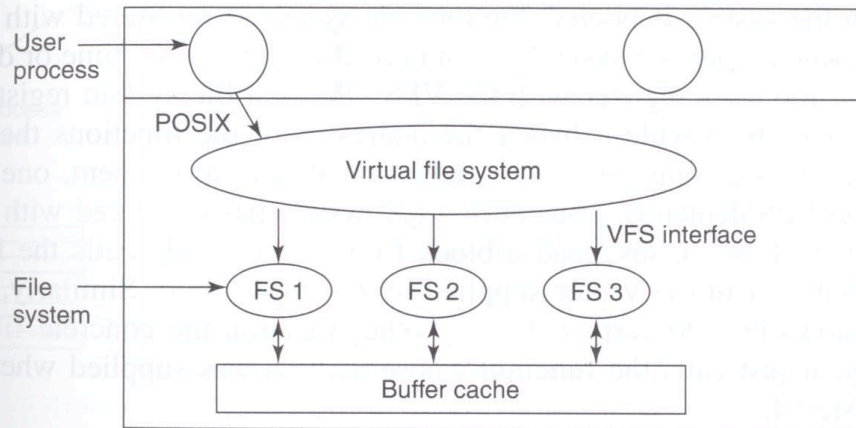 User
process
POSIX
Virtual file system
VFS interface
File
system
FS 1
FS 2
FS 3
Buffer cache